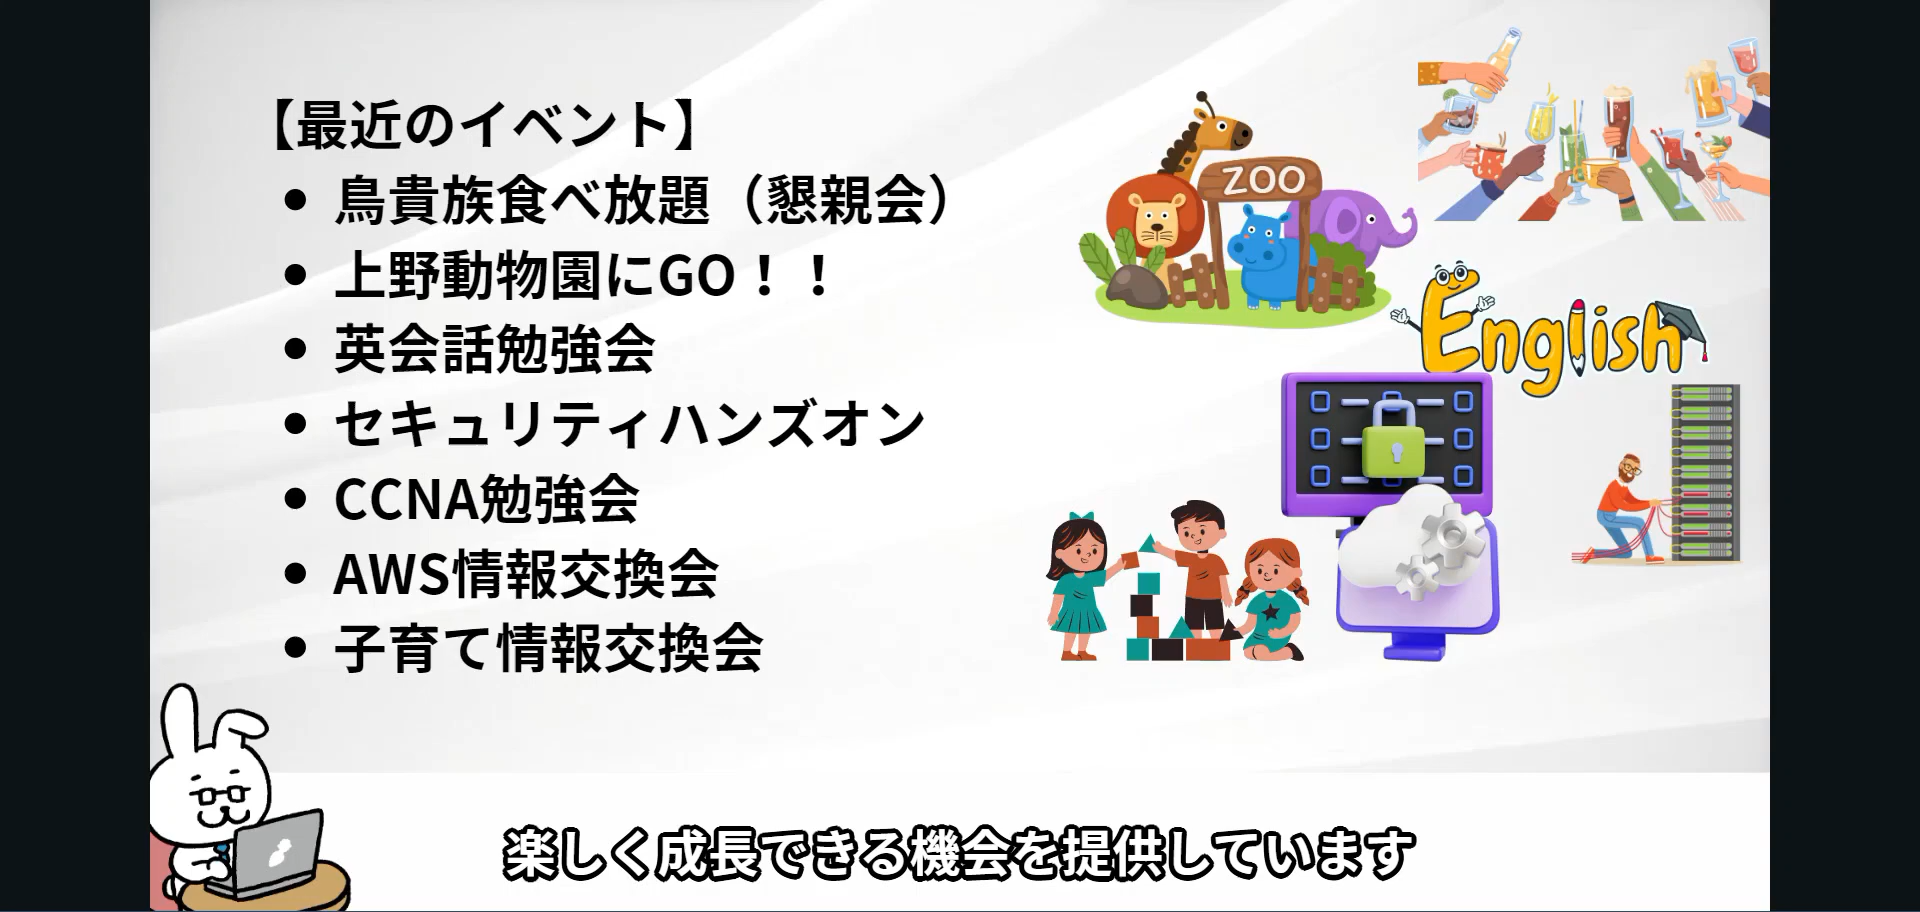 【最近のイベント】
• 鳥貴族食べ放題（懇親会）
• 上野動物園にGO！！
• 英会話勉強会
• セキュリティハンズオン
• CCNA勉強会
• AWS情報交換会
• 子育て情報交換会
ZOO
English
楽しく成長できる機会を提供しています